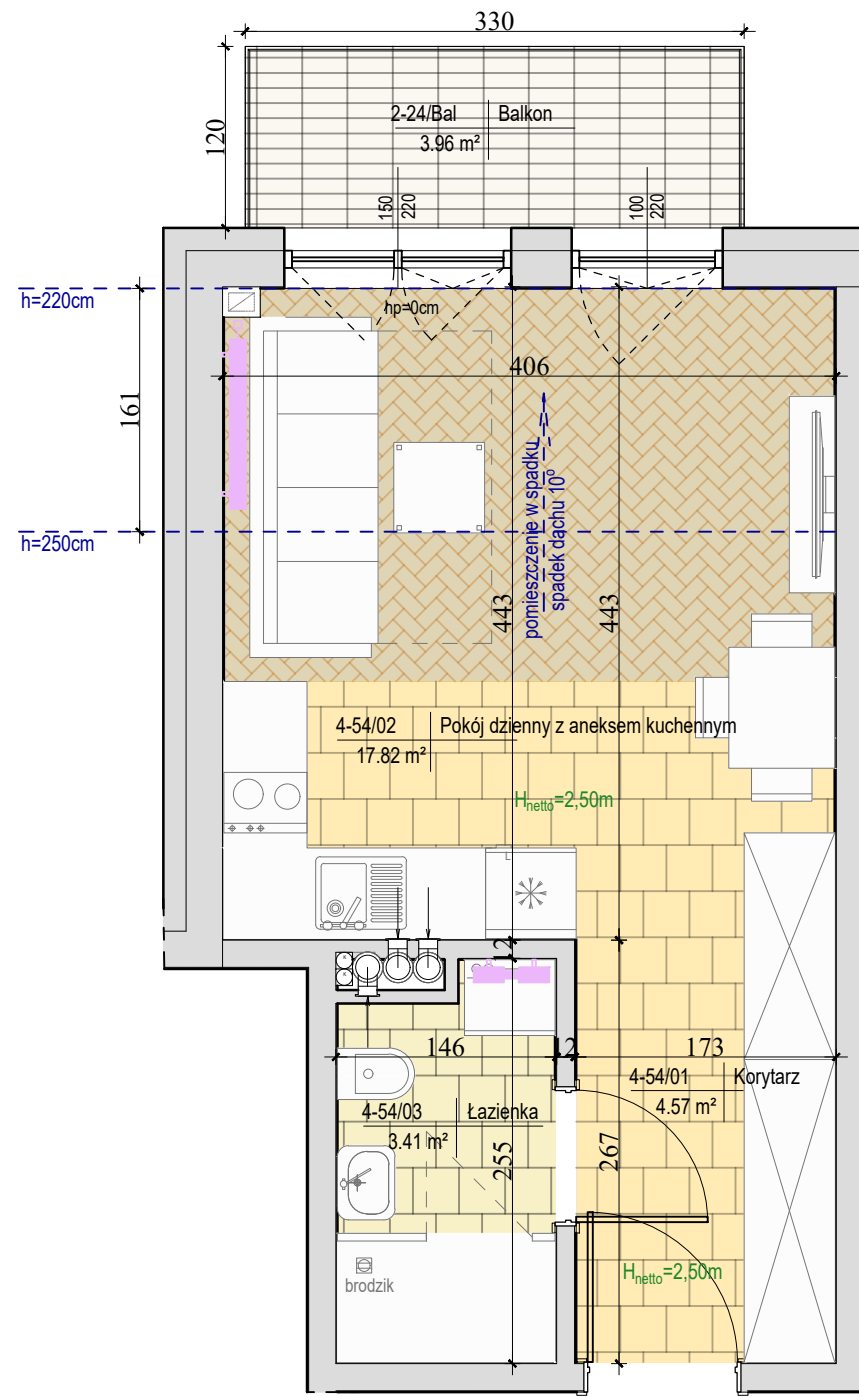 330
120
2-24/Bal Balkon
3.96 m²
150
220
100
220
h=220cm
hp=0cm
406
161
h=250cm
pomieszczenie w spadku
spadek dachu 10⁰
443
443
4-54/02 Pokój dzienny z aneksem kuchennym
17.82 m²
Hnetto=2,50m
L
12
146
12
173
4-54/01 Korytarz
4.57 m²
4-54/03 Łazienka
3.41 m²
255
267
Hnetto=2,50m
brodzik